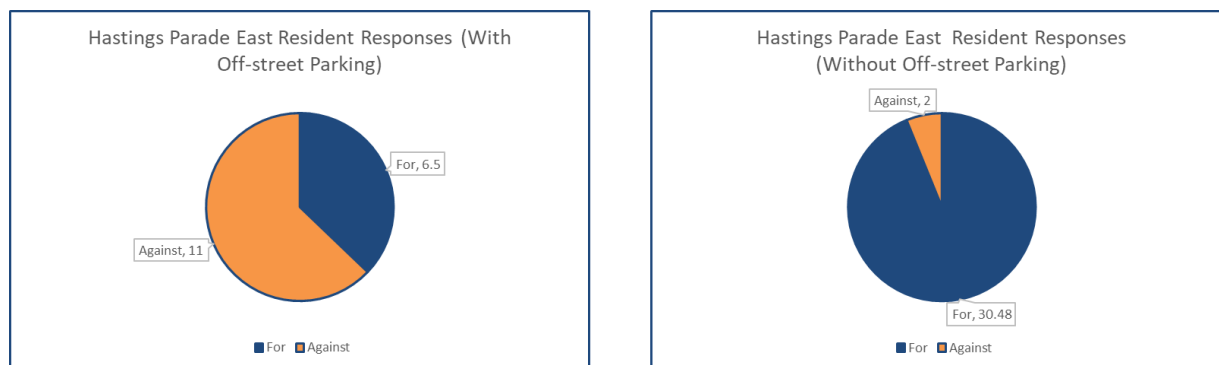 Hastings Parade East Resident Responses (With
Off-street Parking)
For, 6.5
Against, 11
For Against
Hastings Parade East Resident Responses
(Without Off-street Parking)
Against, 2
For, 30.48
For Against